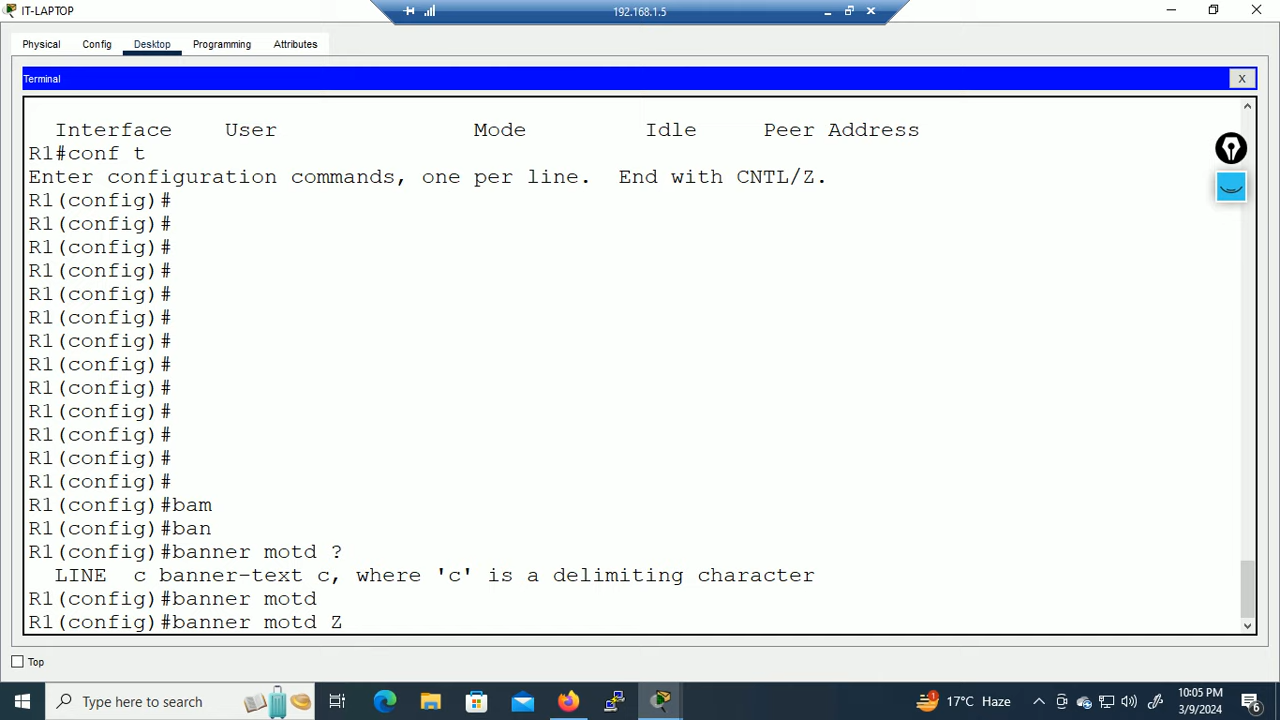 IT-LAPTOP
192.168.1.5
Physical Config Desktop Programming Attributes
Terminal
X
Interface User Mode Idle Peer Address
R1#conf t
Enter configuration commands, one per line. End with CNTL/Z.
R1(config)#
R1(config)#
R1(config)#
R1(config)#
R1(config)#
R1(config)#
R1(config)#
R1(config)#
R1(config)#
R1(config)#
R1(config)#
R1(config)#
R1(config)#
R1(config)#bam
R1(config)#ban
R1(config)#banner motd ?
LINE c banner-text c, where 'c' is a delimiting character
R1(config)#banner motd
R1(config)#banner motd Z
Top
Type here to search
1
17°C Haze
10:05 PM
3/9/2024
6